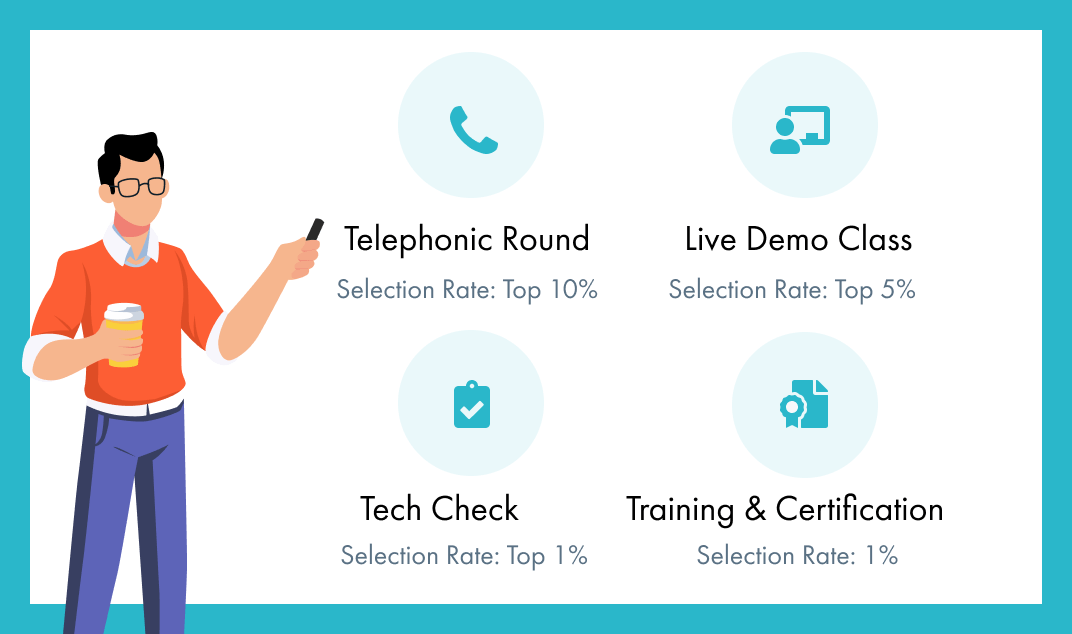 Telephonic Round
Selection Rate: Top 10%
Live Demo Class
Selection Rate: Top 5%
Tech Check
Selection Rate: Top 1%
Training & Certification
Selection Rate: 1%